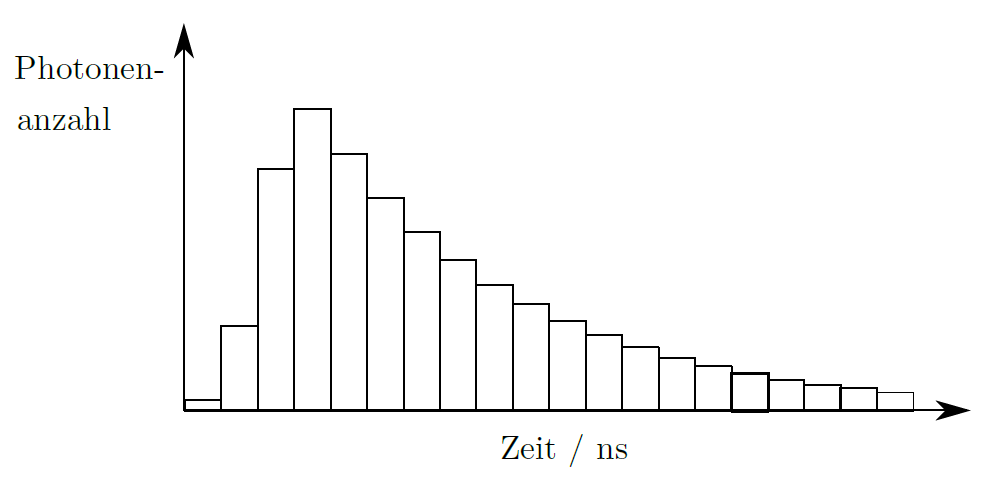 Photonen-
anzahl
Zeit / ns